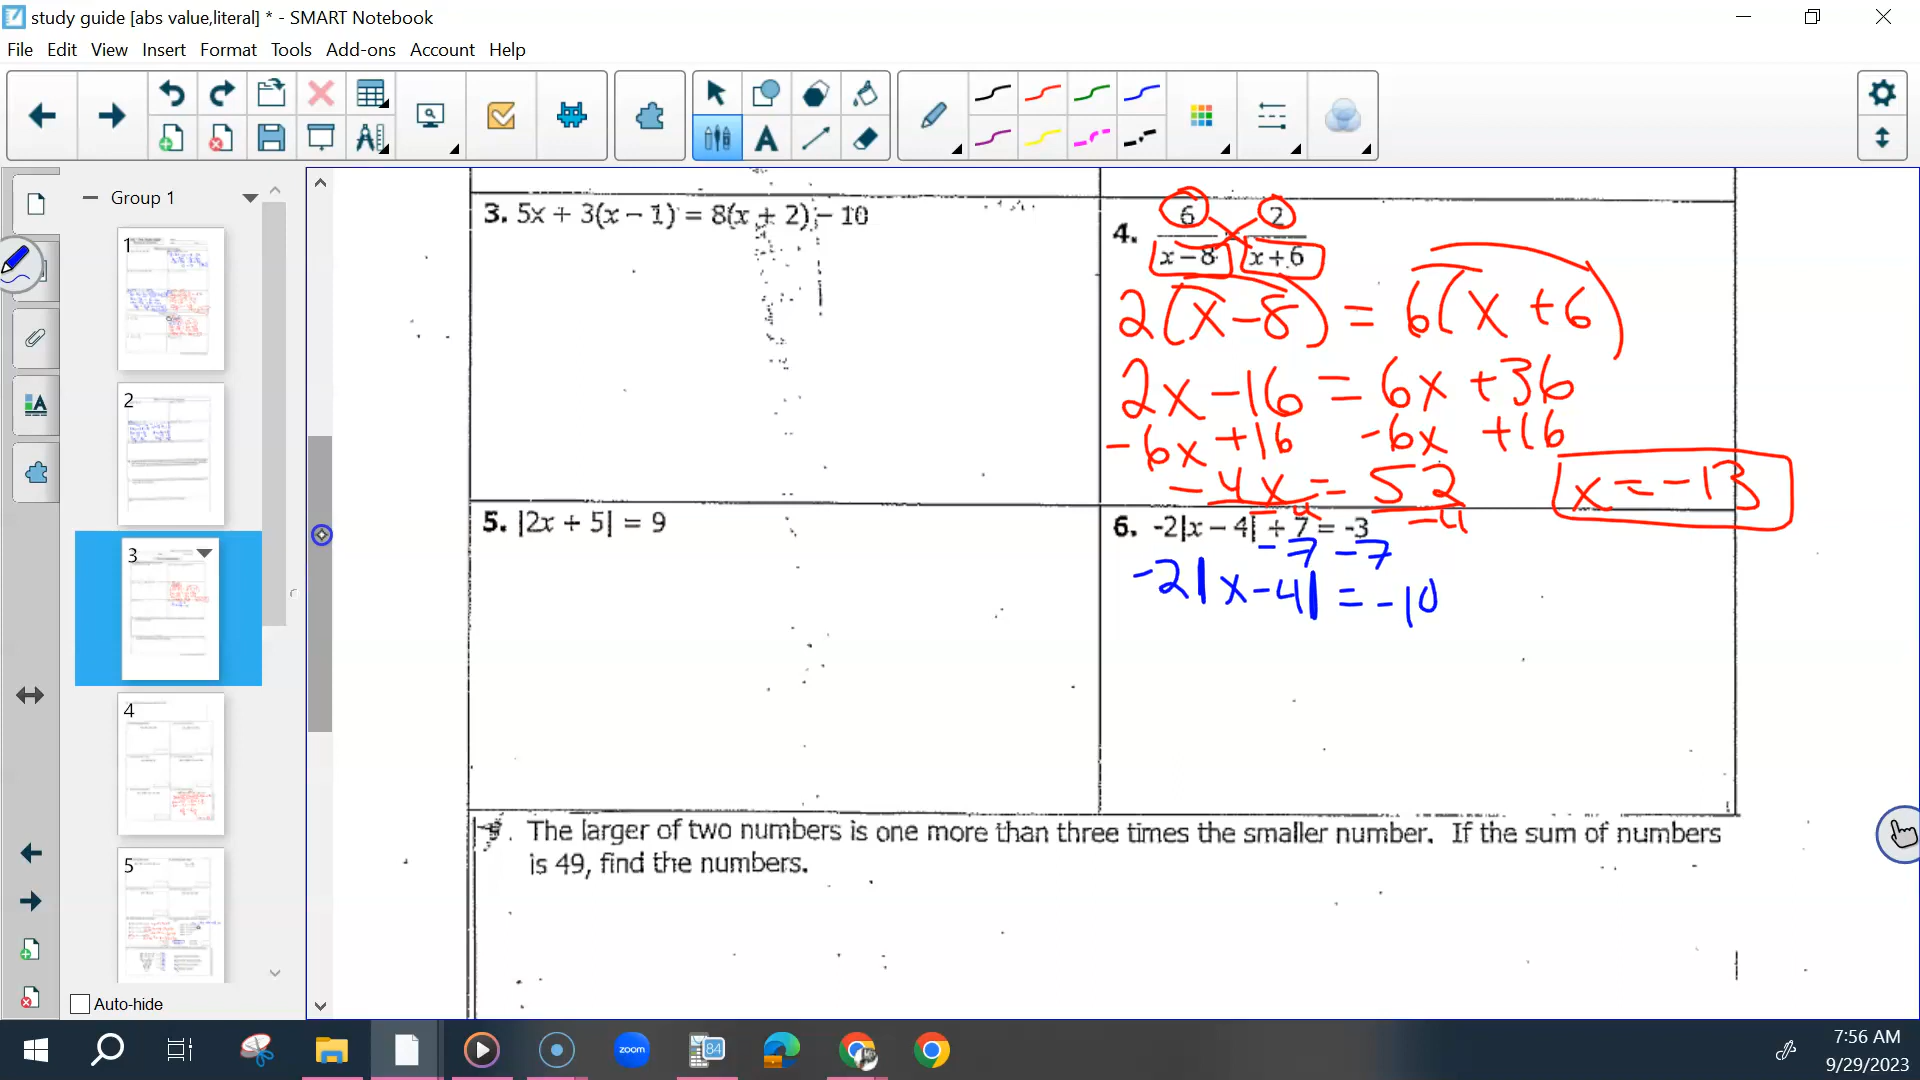 study guide [abs value,literal] * - SMART Notebook
File Edit View Insert Format Tools Add-ons Account Help
Group 1
1
2
3
4
5
Auto-hide
3. 5x + 3(x − 1) = 8(x + 2) − 10
4. 6 2
x − 8 x + 6
2(x − 8) = 6(x + 6)
2x − 16 = 6x + 36
−6x +16 −6x +16
−4x = 52
−4 −4
x = −13
5. |2x + 5| = 9
6. -2|x − 4| + 7 = -3
−7 −7
-2|x − 4| = −10
The larger of two numbers is one more than three times the smaller number. If the sum of numbers
is 49, find the numbers.
zoom
84
7:56 AM
9/29/2023